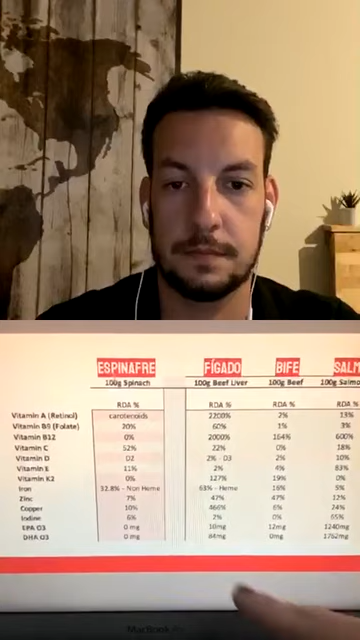 ESPINAFRE FÍGADO BIFE SALM
100g Spinach 100g Beef Liver 100g Beef 100g Salmo
RDA % RDA % RDA % RDA %
Vitamin A (Retinol) carotenoids 2200% 2% 13%
Vitamin B9 (Folate) 20% 60% 1% 3%
Vitamin B12 0% 2000% 164% 600%
Vitamin C 52% 22% 0% 18%
Vitamin D D2 2% - D3 2% 10%
Vitamin E 11% 2% 4% 83%
Vitamin K2 0% 127% 19% 0%
Iron 32.8% - Non Heme 63% - Heme 16% 5%
Zinc 7% 47% 47% 12%
Copper 10% 466% 6% 24%
Iodine 6% 2% 0% 65%
EPA O3 0 mg 10mg 12mg 1240mg
DHA O3 0 mg 84mg 0mg 1762mg
MacBook